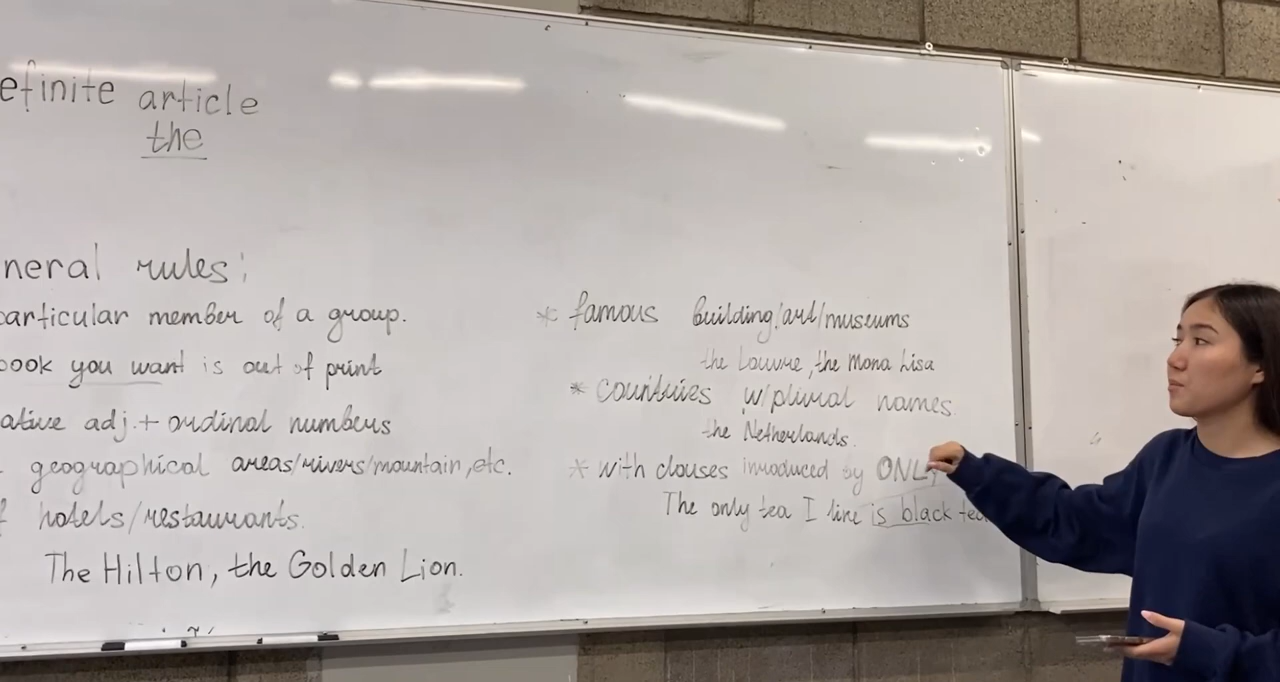 efinite article
the
neral rules:
particular member of a group.
book you want is out of print
ative adj. + ordinal numbers
geographical areas/rivers/mountain, etc.
f hotels/restaurants.
The Hilton, the Golden Lion.
* famous building/art/museums
the Louvre, the Mona Lisa
* countries w/plural names.
the Netherlands.
* with clouses inroduced by ONLY
The only tea I like is black tea